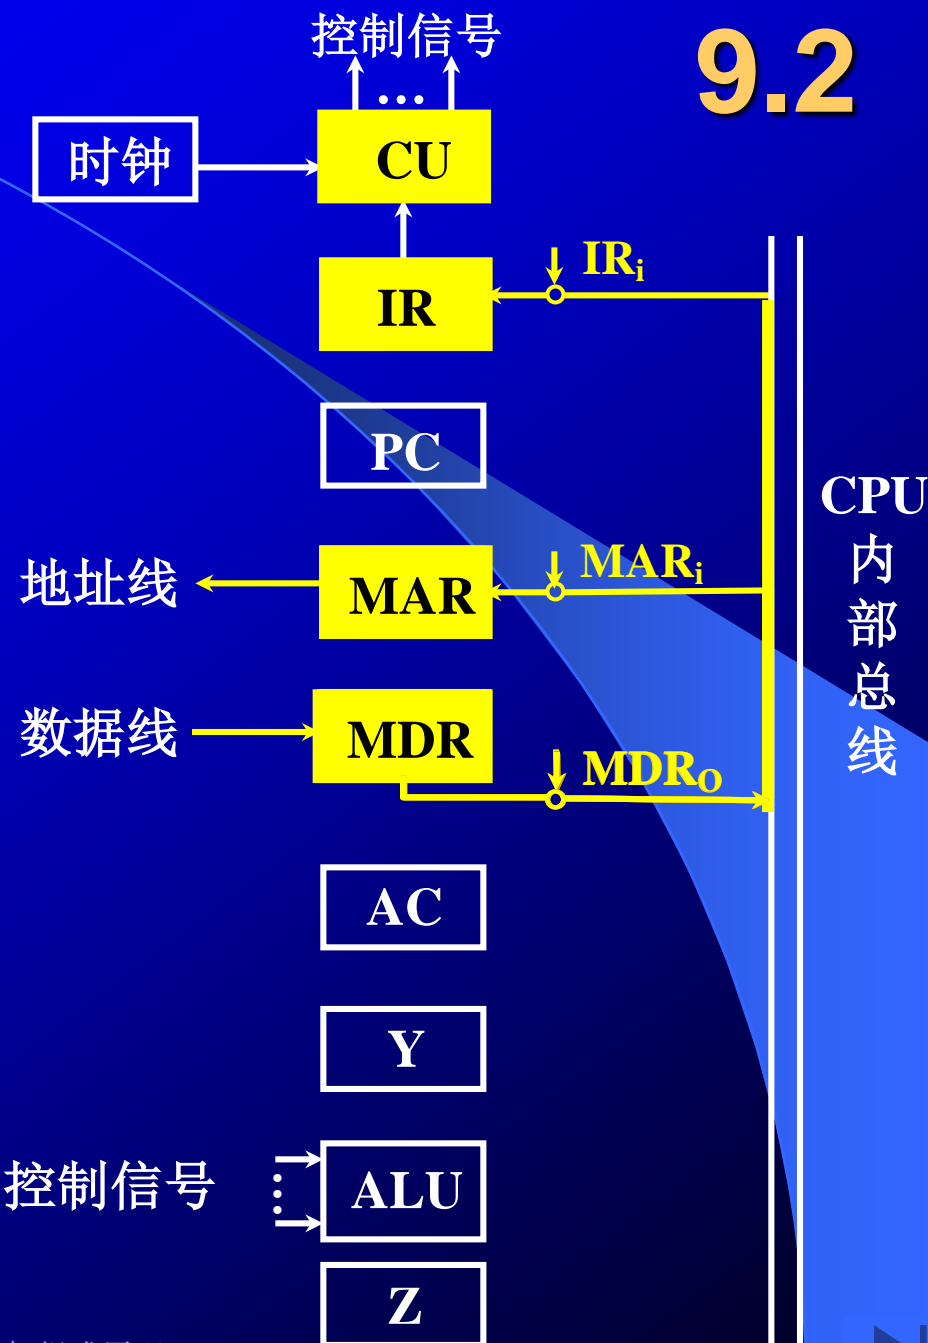 控制信号
9.2
…
时钟
CU
IR
IRi
PC
CPU
内
部
总
线
地址线
MAR
MARi
数据线
MDR
MDRO
AC
Y
控制信号
ALU
Z